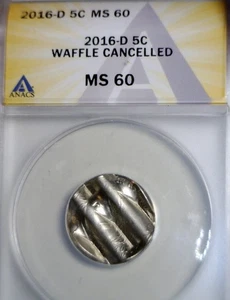 2016-D 5C MS 60
2016-D 5C
WAFFLE CANCELLED
ANACS
MS 60